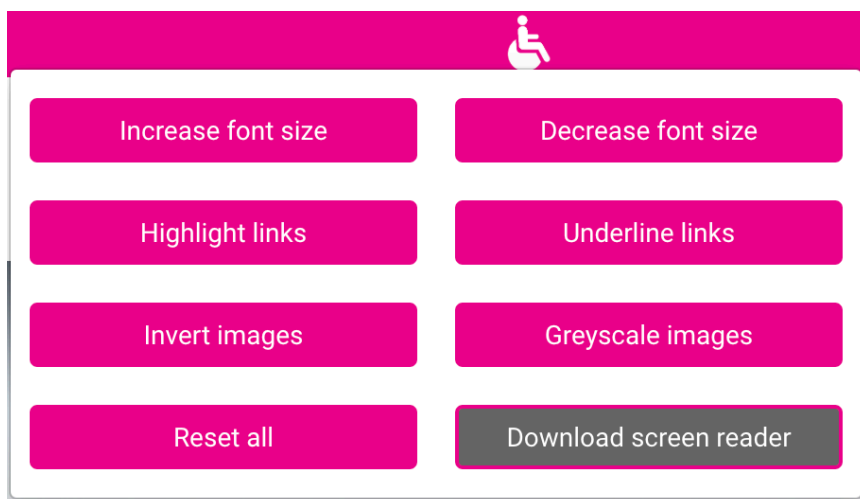 Increase font size
Decrease font size
Highlight links
Underline links
Invert images
Greyscale images
Reset all
Download screen reader